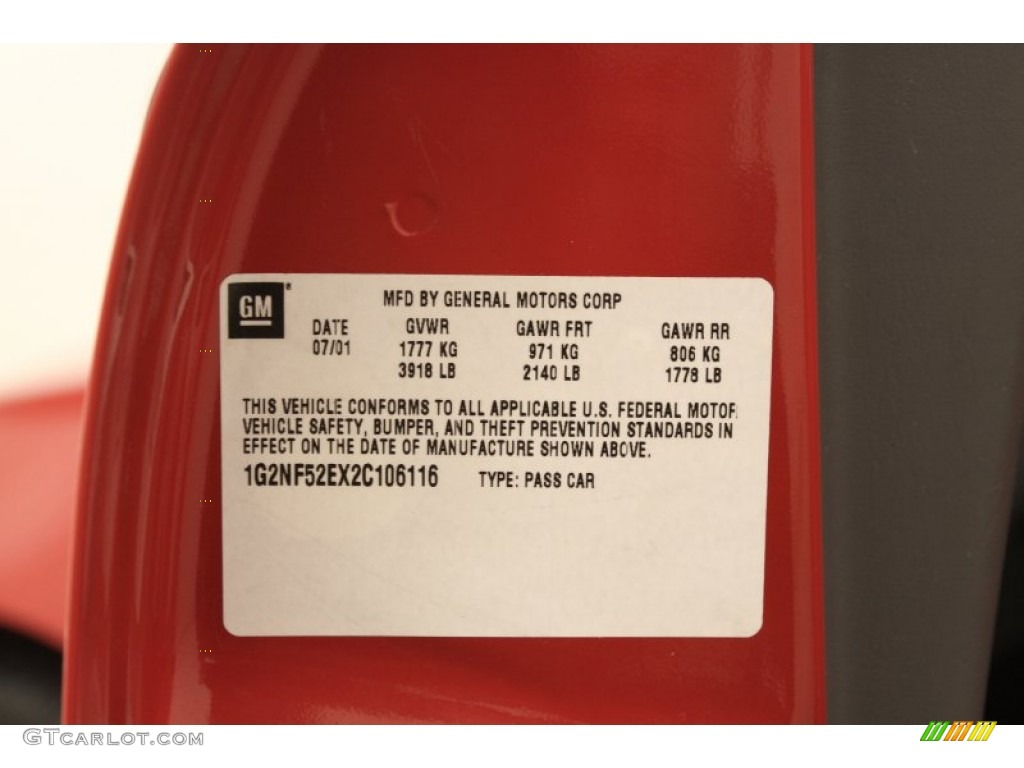 GM
MFD BY GENERAL MOTORS CORP
DATE GVWR GAWR FRT GAWR RR
07/01 1777 KG 971 KG 806 KG
3918 LB 2140 LB 1778 LB
THIS VEHICLE CONFORMS TO ALL APPLICABLE U.S. FEDERAL MOTOR
VEHICLE SAFETY, BUMPER, AND THEFT PREVENTION STANDARDS IN
EFFECT ON THE DATE OF MANUFACTURE SHOWN ABOVE.
1G2NF52EX2C106116 TYPE: PASS CAR
GTCARLOT.COM